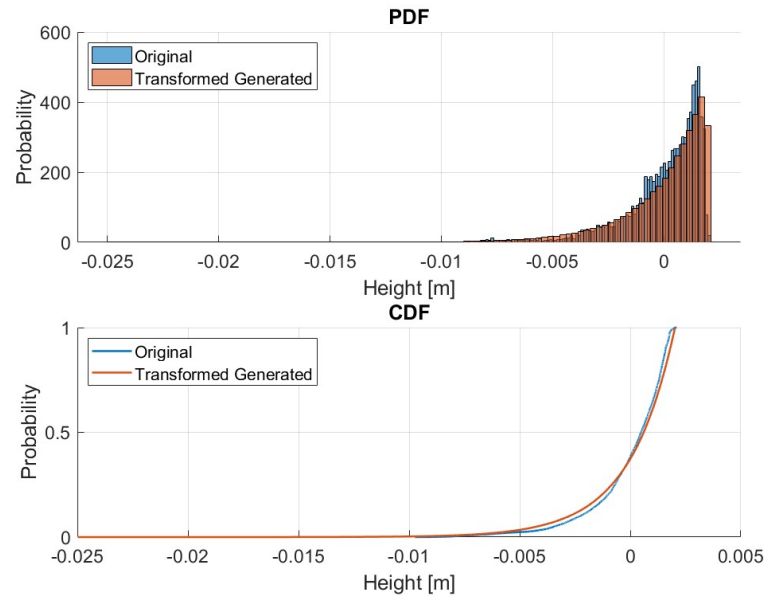 PDF
600
400
200
0
Probability
Original
Transformed Generated
-0.025
-0.02
-0.015
-0.01
-0.005
0
Height [m]
CDF
1
0.5
0
Probability
Original
Transformed Generated
-0.025
-0.02
-0.015
-0.01
-0.005
0
0.005
Height [m]